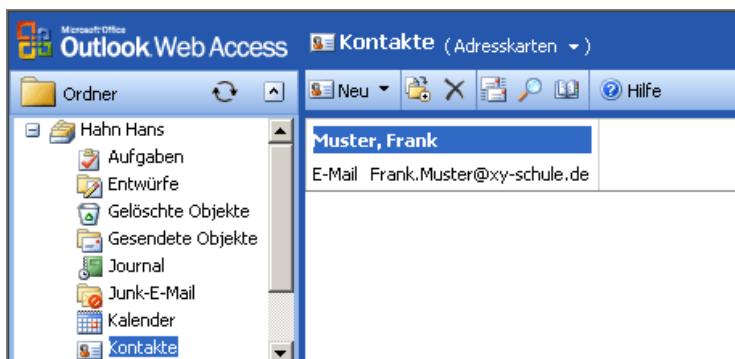 Microsoft Office
Outlook Web Access
Kontakte (Adresskarten)
Ordner
Neu
Hilfe
Hahn Hans
Aufgaben
Entwürfe
Gelöschte Objekte
Gesendete Objekte
Journal
Junk-E-Mail
Kalender
Kontakte
Muster, Frank
E-Mail Frank.Muster@xy-schule.de